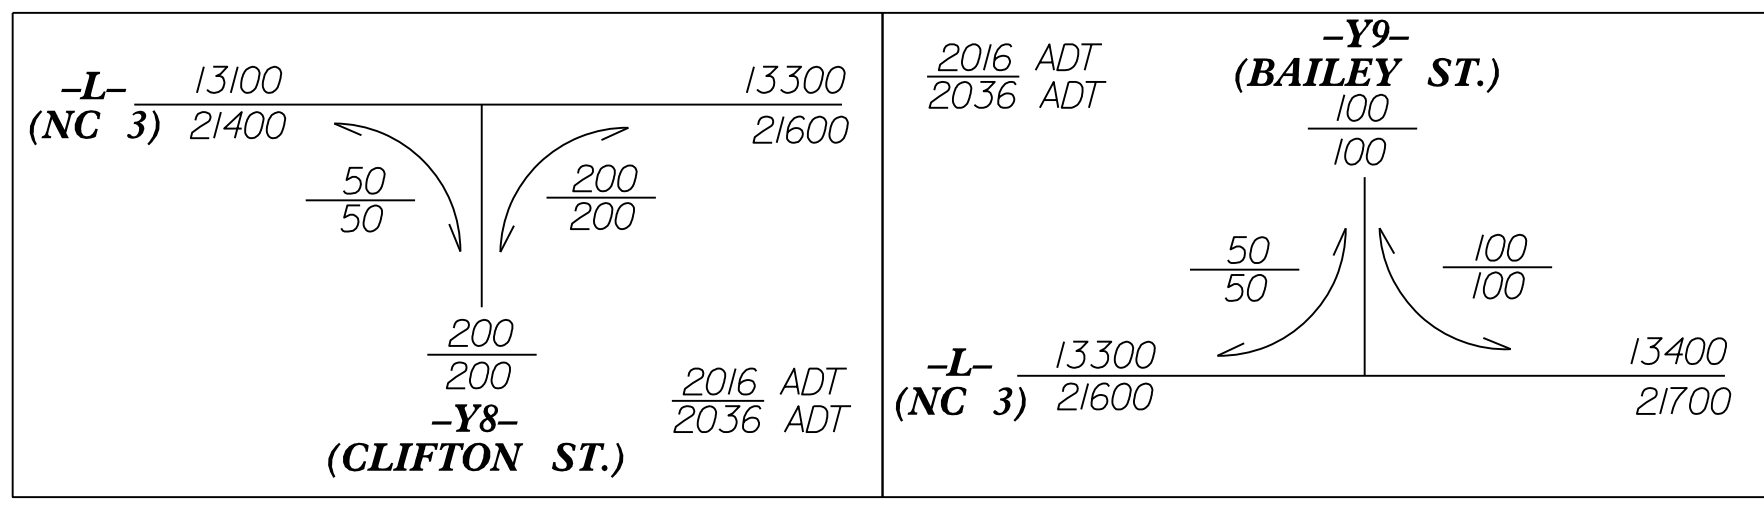 –L–
(NC 3)
13100
21400
13300
21600
50
50
200
200
200
200
–Y8–
(CLIFTON ST.)
2016 ADT
2036 ADT
2016 ADT
2036 ADT
–Y9–
(BAILEY ST.)
100
100
50
50
100
100
–L–
(NC 3)
13300
21600
13400
21700